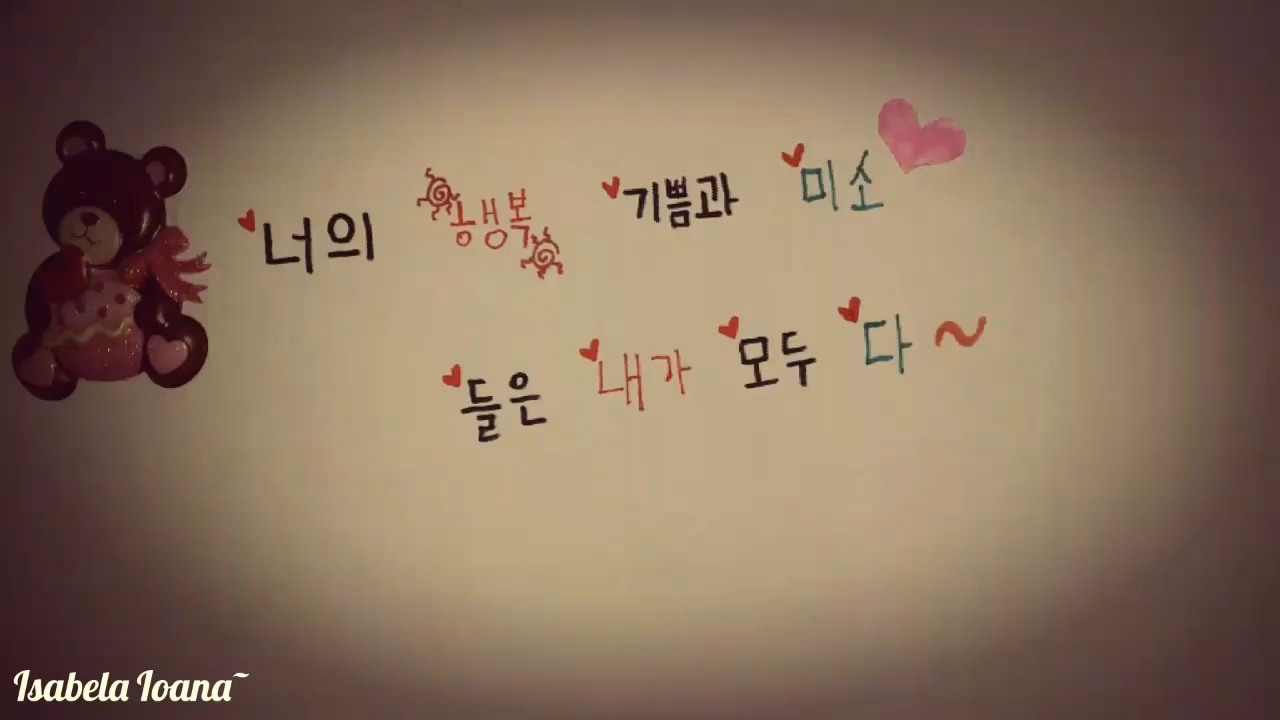 너의 행복 기쁨과 미소
들은 내가 모두 다 ~
Isabela Ioana~